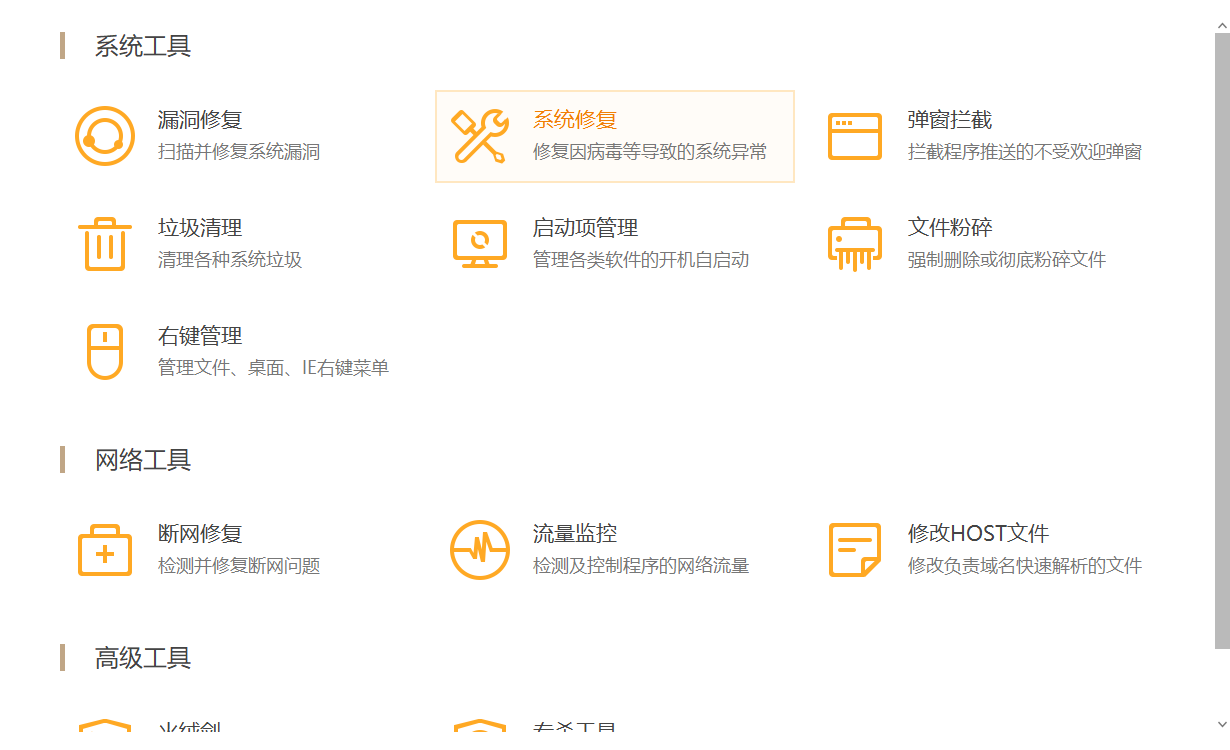 系统工具
漏洞修复
扫描并修复系统漏洞
系统修复
修复因病毒等导致的系统异常
弹窗拦截
拦截程序推送的不受欢迎弹窗
垃圾清理
清理各种系统垃圾
启动项管理
管理各类软件的开机自启动
文件粉碎
强制删除或彻底粉碎文件
右键管理
管理文件、桌面、IE右键菜单
网络工具
断网修复
检测并修复断网问题
流量监控
检测及控制程序的网络流量
修改HOST文件
修改负责域名快速解析的文件
高级工具
火绒剑
专杀工具